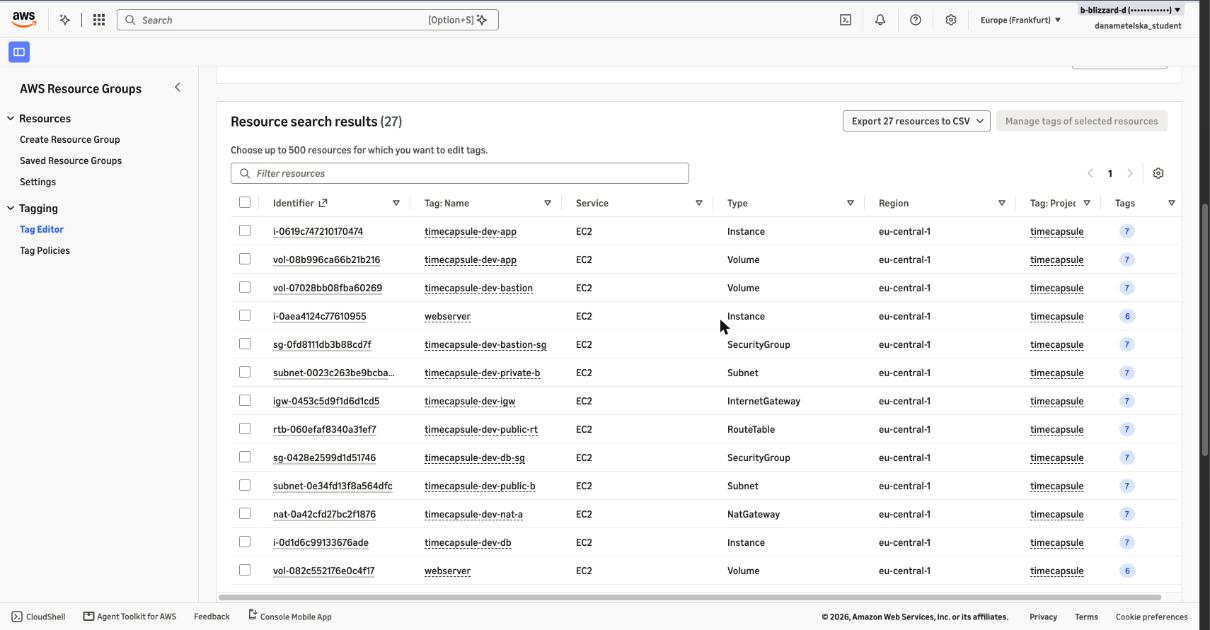 aws Search [Option+S] Europe (Frankfurt) b-blizzard-d (••••••••••••)
danametelska_student
AWS Resource Groups
Resources
Create Resource Group
Saved Resource Groups
Settings
Tagging
Tag Editor
Tag Policies
Resource search results (27) Export 27 resources to CSV Manage tags of selected resources
Choose up to 500 resources for which you want to edit tags.
Filter resources 1
Identifier Tag: Name Service Type Region Tag: Projec Tags
i-0619c747210170474 timecapsule-dev-app EC2 Instance eu-central-1 timecapsule 7
vol-08b996ca66b21b216 timecapsule-dev-app EC2 Volume eu-central-1 timecapsule 7
vol-07028bb08fba60269 timecapsule-dev-bastion EC2 Volume eu-central-1 timecapsule 7
i-0aea4124c77610955 webserver EC2 Instance eu-central-1 timecapsule 6
sg-0fd8111db3b88cd7f timecapsule-dev-bastion-sg EC2 SecurityGroup eu-central-1 timecapsule 7
subnet-0023c263be9bcba... timecapsule-dev-private-b EC2 Subnet eu-central-1 timecapsule 7
igw-0453c5d9f1d6d1cd5 timecapsule-dev-igw EC2 InternetGateway eu-central-1 timecapsule 7
rtb-060efaf8340a31ef7 timecapsule-dev-public-rt EC2 RouteTable eu-central-1 timecapsule 7
sg-0428e2599d1d51746 timecapsule-dev-db-sg EC2 SecurityGroup eu-central-1 timecapsule 7
subnet-0e34fd13f8a564dfc timecapsule-dev-public-b EC2 Subnet eu-central-1 timecapsule 7
nat-0a42cfd27bc2f1876 timecapsule-dev-nat-a EC2 NatGateway eu-central-1 timecapsule 7
i-0d1d6c99133676ade timecapsule-dev-db EC2 Instance eu-central-1 timecapsule 7
vol-082c552176e0c4f17 webserver EC2 Volume eu-central-1 timecapsule 6
CloudShell Agent Toolkit for AWS Feedback Console Mobile App © 2026, Amazon Web Services, Inc. or its affiliates. Privacy Terms Cookie preferences